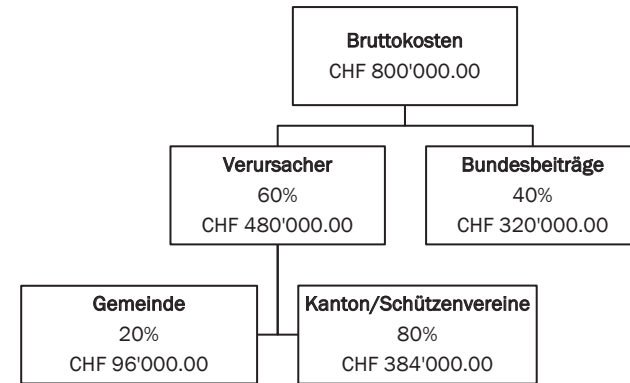 Bruttokosten
CHF 800'000.00
Verursacher
60%
CHF 480'000.00
Bundesbeiträge
40%
CHF 320'000.00
Gemeinde
20%
CHF 96'000.00
Kanton/Schützenvereine
80%
CHF 384'000.00